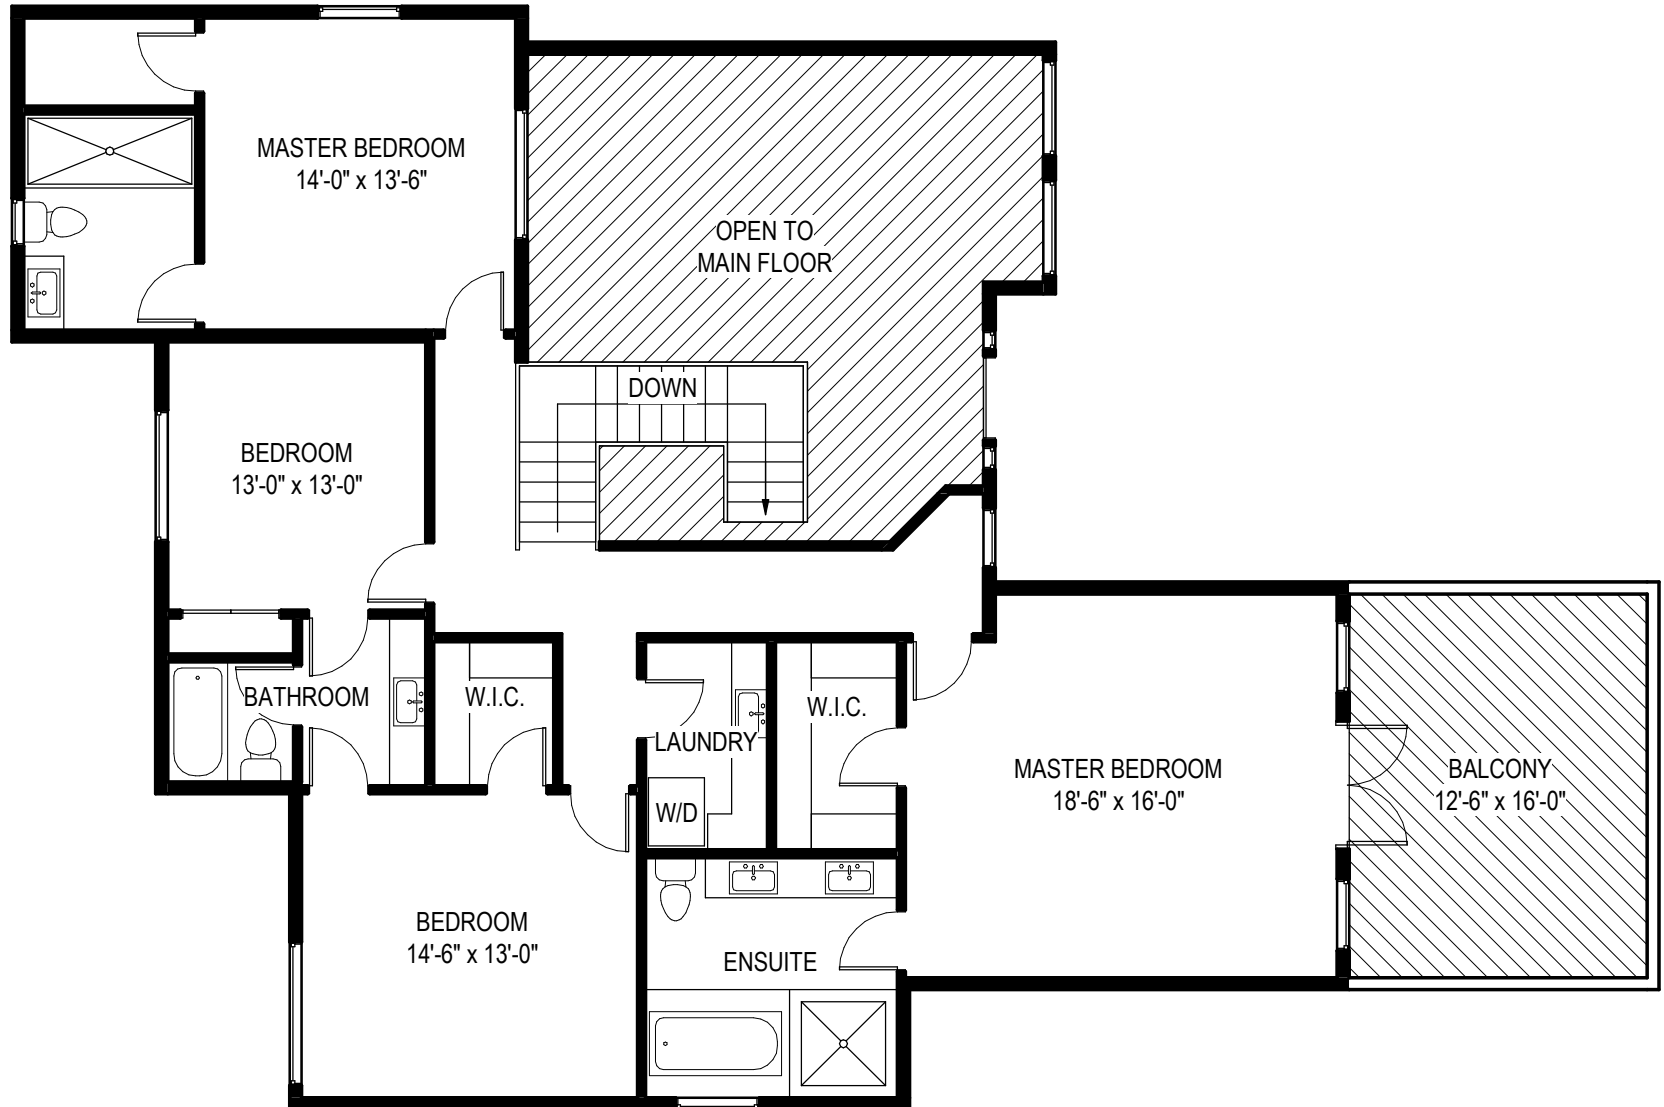 MASTER BEDROOM
14'-0" x 13'-6"
OPEN TO
MAIN FLOOR
DOWN
BEDROOM
13'-0" x 13'-0"
BATHROOM
W.I.C.
LAUNDRY
W/D
W.I.C.
MASTER BEDROOM
18'-6" x 16'-0"
BALCONY
12'-6" x 16'-0"
BEDROOM
14'-6" x 13'-0"
ENSUITE